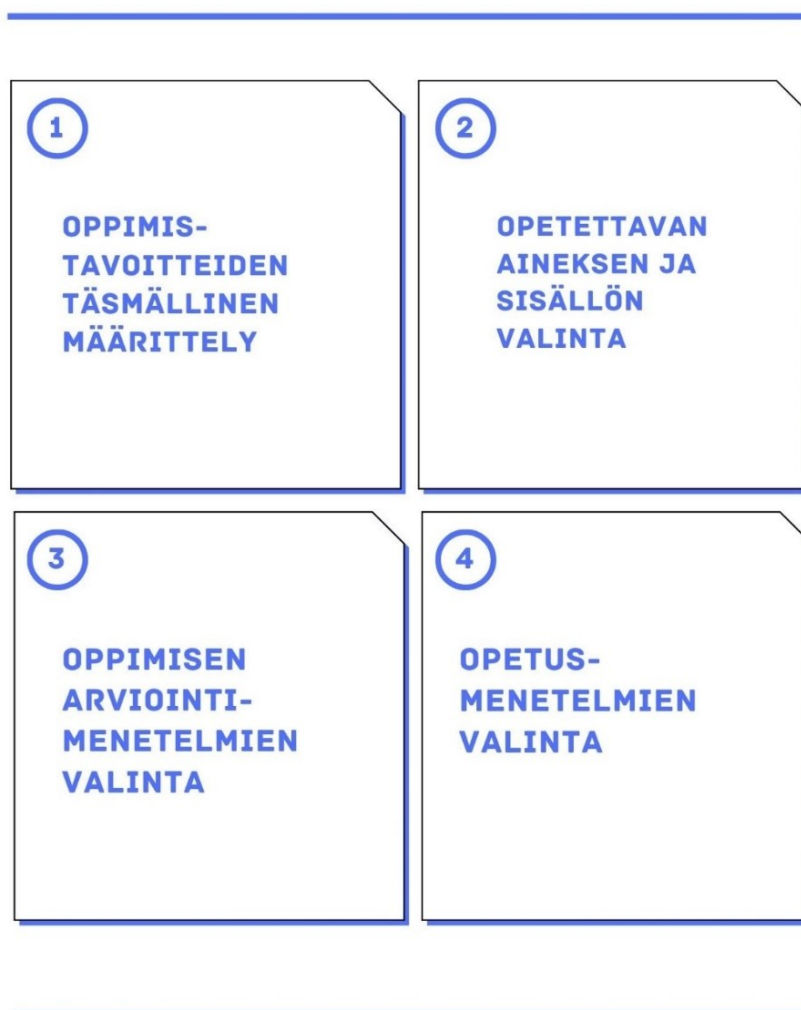 1
OPPIMIS-
TAVOITTEIDEN
TÄSMÄLLINEN
MÄÄRITTELY
2
OPETETTAVAN
AINEKSEN JA
SISÄLLÖN
VALINTA
3
OPPIMISEN
ARVIOINTI-
MENETELMIEN
VALINTA
4
OPETUS-
MENETELMIEN
VALINTA